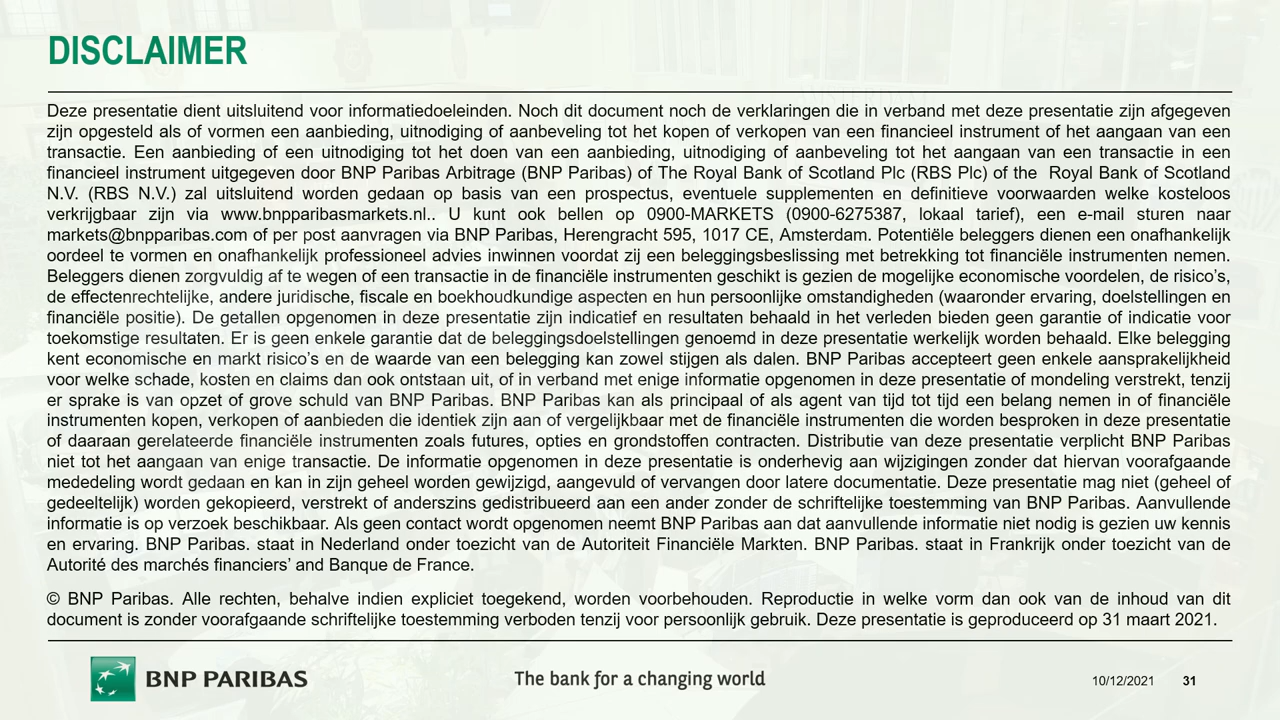 DISCLAIMER
Deze presentatie dient uitsluitend voor informatiedoeleinden. Noch dit document noch de verklaringen die in verband met deze presentatie zijn afgegeven
zijn opgesteld als of vormen een aanbieding, uitnodiging of aanbeveling tot het kopen of verkopen van een financieel instrument of het aangaan van een
transactie. Een aanbieding of een uitnodiging tot het doen van een aanbieding, uitnodiging of aanbeveling tot het aangaan van een transactie in een
financieel instrument uitgegeven door BNP Paribas Arbitrage (BNP Paribas) of The Royal Bank of Scotland Plc (RBS Plc) of the Royal Bank of Scotland
N.V. (RBS N.V.) zal uitsluitend worden gedaan op basis van een prospectus, eventuele supplementen en definitieve voorwaarden welke kosteloos
verkrijgbaar zijn via www.bnpparibasmarkets.nl.. U kunt ook bellen op 0900-MARKETS (0900-6275387, lokaal tarief), een e-mail sturen naar
markets@bnpparibas.com of per post aanvragen via BNP Paribas, Herengracht 595, 1017 CE, Amsterdam. Potentiële beleggers dienen een onafhankelijk
oordeel te vormen en onafhankelijk professioneel advies inwinnen voordat zij een beleggingsbeslissing met betrekking tot financiële instrumenten nemen.
Beleggers dienen zorgvuldig af te wegen of een transactie in de financiële instrumenten geschikt is gezien de mogelijke economische voordelen, de risico’s,
de effectenrechtelijke, andere juridische, fiscale en boekhoudkundige aspecten en hun persoonlijke omstandigheden (waaronder ervaring, doelstellingen en
financiële positie). De getallen opgenomen in deze presentatie zijn indicatief en resultaten behaald in het verleden bieden geen garantie of indicatie voor
toekomstige resultaten. Er is geen enkele garantie dat de beleggingsdoelstellingen genoemd in deze presentatie werkelijk worden behaald. Elke belegging
kent economische en markt risico’s en de waarde van een belegging kan zowel stijgen als dalen. BNP Paribas accepteert geen enkele aansprakelijkheid
voor welke schade, kosten en claims dan ook ontstaan uit, of in verband met enige informatie opgenomen in deze presentatie of mondeling verstrekt, tenzij
er sprake is van opzet of grove schuld van BNP Paribas. BNP Paribas kan als principaal of als agent van tijd tot tijd een belang nemen in of financiële
instrumenten kopen, verkopen of aanbieden die identiek zijn aan of vergelijkbaar met de financiële instrumenten die worden besproken in deze presentatie
of daaraan gerelateerde financiële instrumenten zoals futures, opties en grondstoffen contracten. Distributie van deze presentatie verplicht BNP Paribas
niet tot het aangaan van enige transactie. De informatie opgenomen in deze presentatie is onderhevig aan wijzigingen zonder dat hiervan voorafgaande
mededeling wordt gedaan en kan in zijn geheel worden gewijzigd, aangevuld of vervangen door latere documentatie. Deze presentatie mag niet (geheel of
gedeeltelijk) worden gekopieerd, verstrekt of anderszins gedistribueerd aan een ander zonder de schriftelijke toestemming van BNP Paribas. Aanvullende
informatie is op verzoek beschikbaar. Als geen contact wordt opgenomen neemt BNP Paribas aan dat aanvullende informatie niet nodig is gezien uw kennis
en ervaring. BNP Paribas. staat in Nederland onder toezicht van de Autoriteit Financiële Markten. BNP Paribas. staat in Frankrijk onder toezicht van de
Autorité des marchés financiers’ and Banque de France.
© BNP Paribas. Alle rechten, behalve indien expliciet toegekend, worden voorbehouden. Reproductie in welke vorm dan ook van de inhoud van dit
document is zonder voorafgaande schriftelijke toestemming verboden tenzij voor persoonlijk gebruik. Deze presentatie is geproduceerd op 31 maart 2021.
BNP PARIBAS
The bank for a changing world
10/12/2021 31